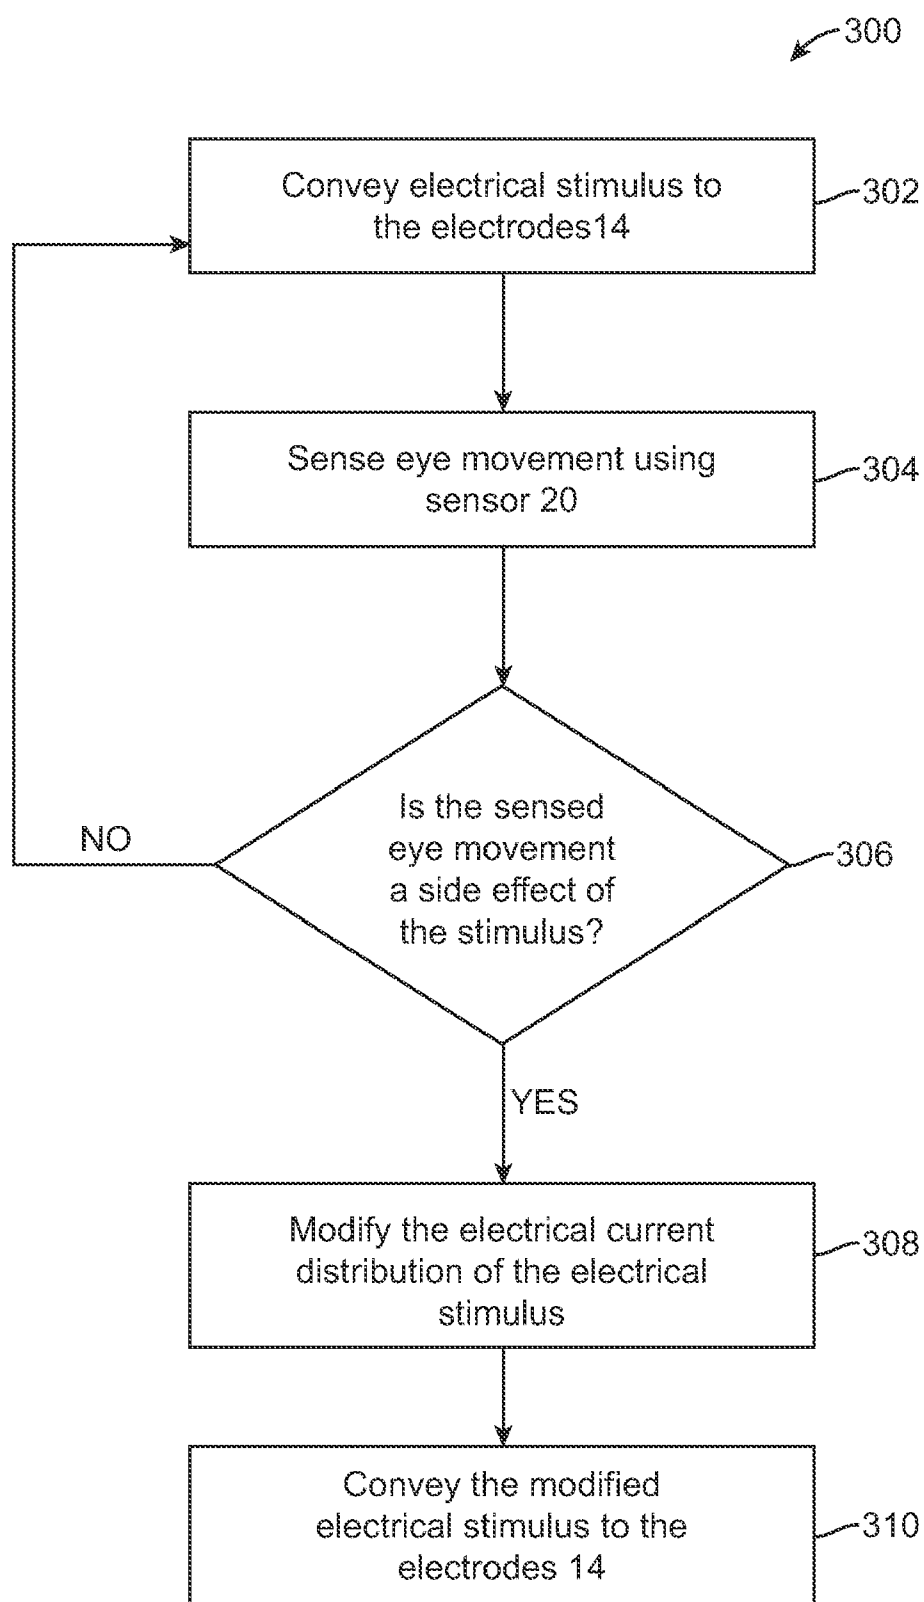 300
Convey electrical stimulus to
the electrodes14
302
Sense eye movement using
sensor 20
304
Is the sensed
eye movement
a side effect of
the stimulus?
306
NO
YES
Modify the electrical current
distribution of the electrical
stimulus
308
Convey the modified
electrical stimulus to the
electrodes 14
310